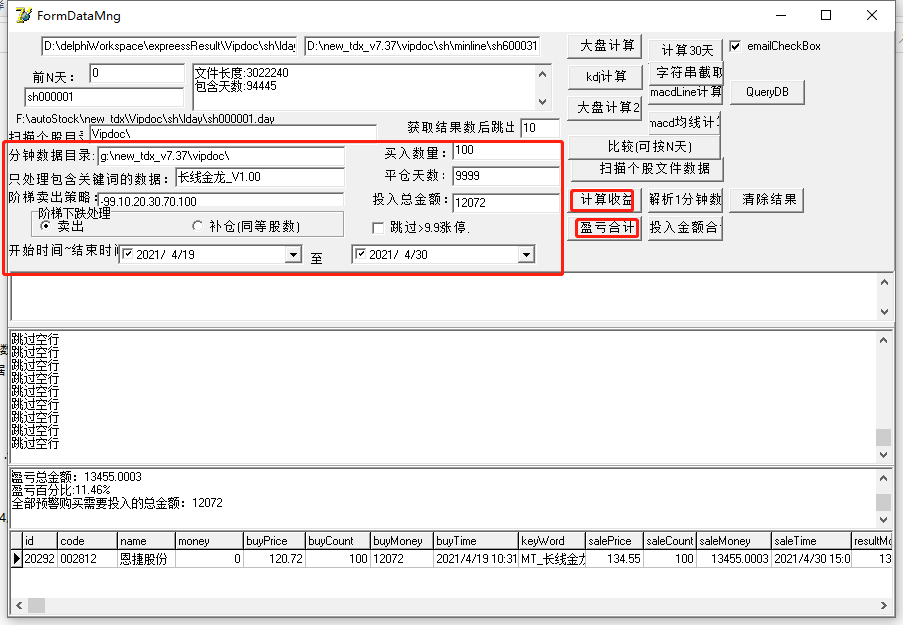 FormDataMng
D:\delphiWorkspace\expreessResult\Vipdoc\sh\lday
D:\new_tdx_v7.37\vipdoc\sh\minline\sh600031
大盘计算
计算30天
emailCheckBox
前N天:
0
文件长度:3022240
包含天数:94445
kdj计算
字符串截取
sh000001
macdLine计算
QueryDB
大盘计算2
F:\autoStock\new_tdx\Vipdoc\sh\lday\sh000001.day
获取结果数后跳出
10
macd均线计
扫描个股目录
Vipdoc\
比较(可按N天)
分钟数据目录:
g:\new_tdx_v7.37\vipdoc\
买入数量:
100
扫描个股文件数据
只处理包含关键词的数据:
长线金龙_V1.00
平仓天数:
9999
阶梯卖出策略:
-99.10.20.30.70.100
投入总金额:
12072
计算收益
解析1分钟数
清除结果
阶梯下跌处理
卖出
补仓(同等股数)
跳过>9.9涨停.
盈亏合计
投入金额合
开始时间~结束时间
2021/ 4/19
至
2021/ 4/30
跳过空行
跳过空行
跳过空行
跳过空行
跳过空行
跳过空行
跳过空行
跳过空行
跳过空行
盈亏总金额: 13455.0003
盈亏百分比:11.46%
全部预警购买需要投入的总金额: 12072
id code name money buyPrice buyCount buyMoney buyTime keyWord salePrice saleCount saleMoney saleTime resultMo
20292 002812 恩捷股份 0 120.72 100 12072 2021/4/19 10:31 MT_长线金龙 134.55 100 13455.0003 2021/4/30 15:0 13